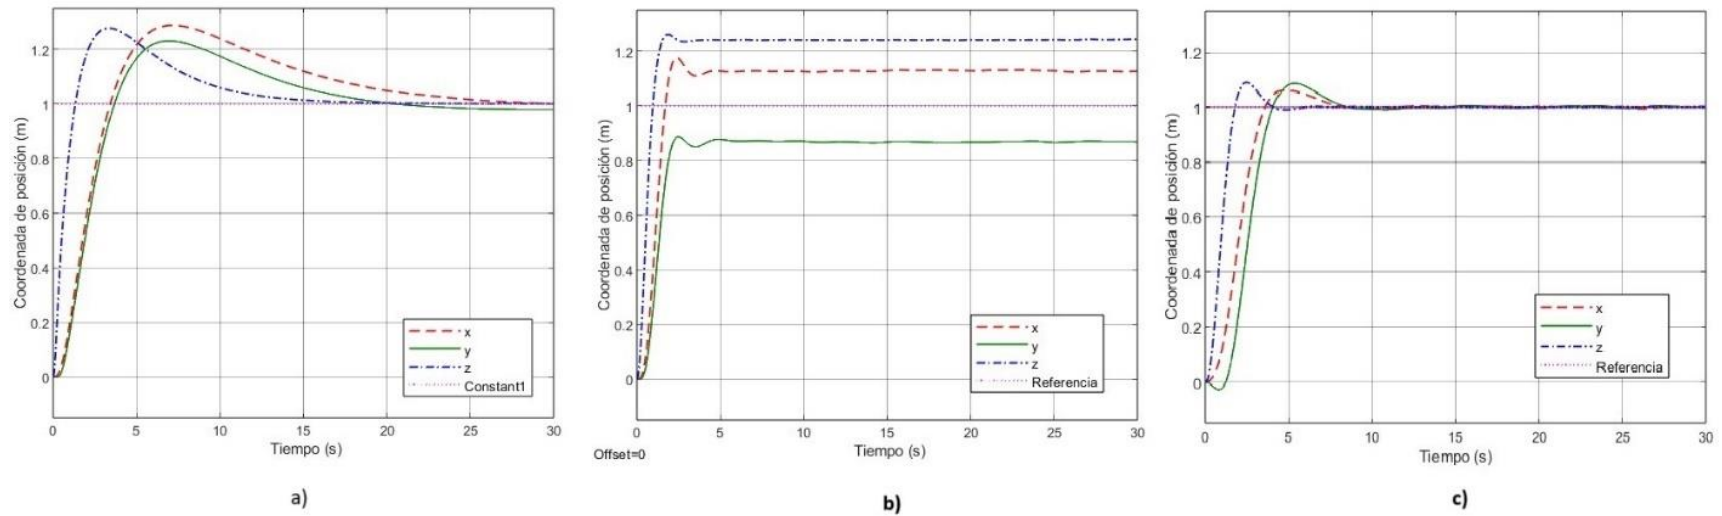 Coordenada de posición (m)
1.2
1
0.8
0.6
0.4
0.2
0
x
y
z
Constant1
0 5 10 15 20 25 30
Tiempo (s)
a)
Coordenada de posición (m)
1.2
1
0.8
0.6
0.4
0.2
0
x
y
z
Referencia
0 5 10 15 20 25 30
Offset=0
Tiempo (s)
b)
Coordenada de posición (m)
1.2
1
0.8
0.6
0.4
0.2
0
x
y
z
Referencia
0 5 10 15 20 25 30
Tiempo (s)
c)